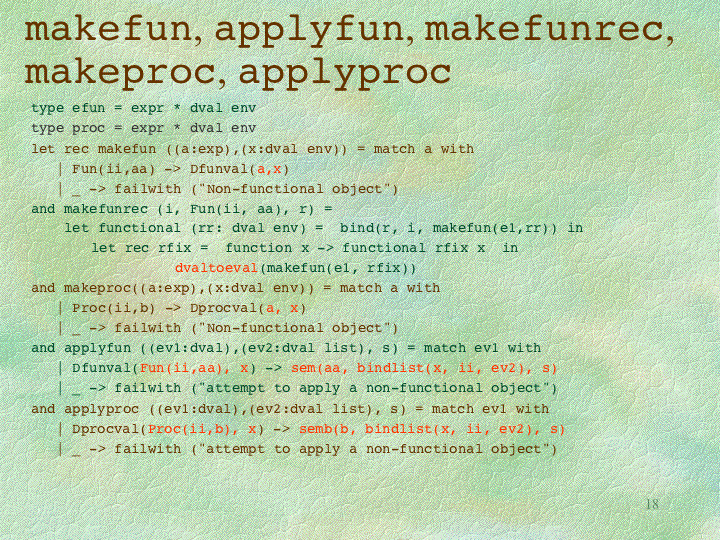 makefun, applyfun, makefunrec,
makeproc, applyproc
type efun = expr * dval env
type proc = expr * dval env
let rec makefun ((a:exp),(x:dval env)) = match a with
| Fun(ii,aa) -> Dfunval(a,x)
| _ -> failwith ("Non-functional object")
and makefunrec (i, Fun(ii, aa), r) =
let functional (rr: dval env) = bind(r, i, makefun(e1,rr)) in
let rec rfix = function x -> functional rfix x in
dvaltoeval(makefun(e1, rfix))
and makeproc((a:exp),(x:dval env)) = match a with
| Proc(ii,b) -> Dprocval(a, x)
| _ -> failwith ("Non-functional object")
and applyfun ((ev1:dval),(ev2:dval list), s) = match ev1 with
| Dfunval(Fun(ii,aa), x) -> sem(aa, bindlist(x, ii, ev2), s)
| _ -> failwith ("attempt to apply a non-functional object")
and applyproc ((ev1:dval),(ev2:dval list), s) = match ev1 with
| Dprocval(Proc(ii,b), x) -> semb(b, bindlist(x, ii, ev2), s)
| _ -> failwith ("attempt to apply a non-functional object")
18